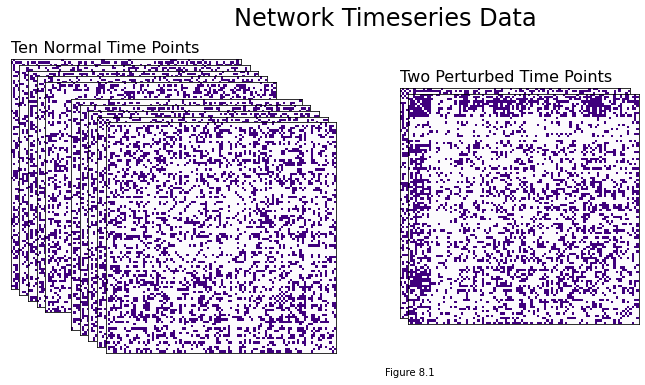 Network Timeseries Data
Ten Normal Time Points
Two Perturbed Time Points
Figure 8.1